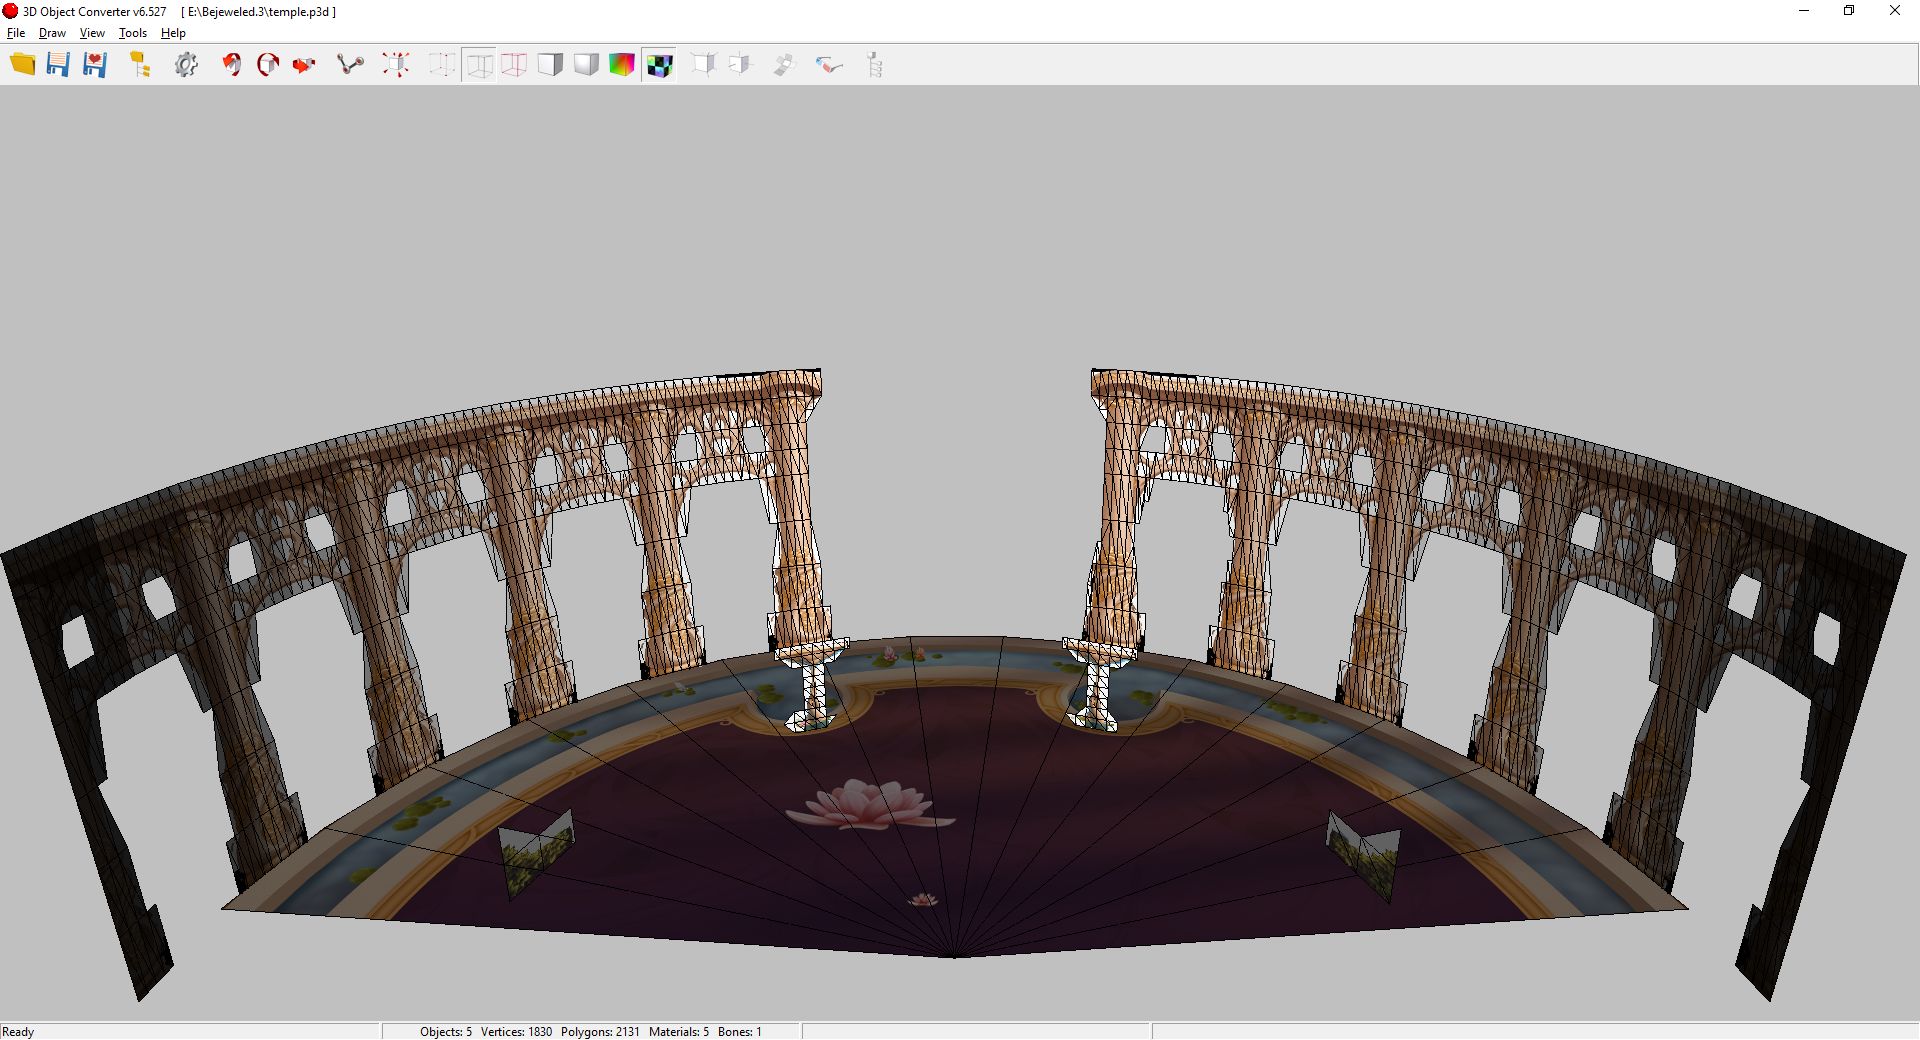 3D Object Converter v6.527 [ E:\Bejeweled.3\temple.p3d ]
File Draw View Tools Help
Ready Objects: 5 Vertices: 1830 Polygons: 2131 Materials: 5 Bones: 1